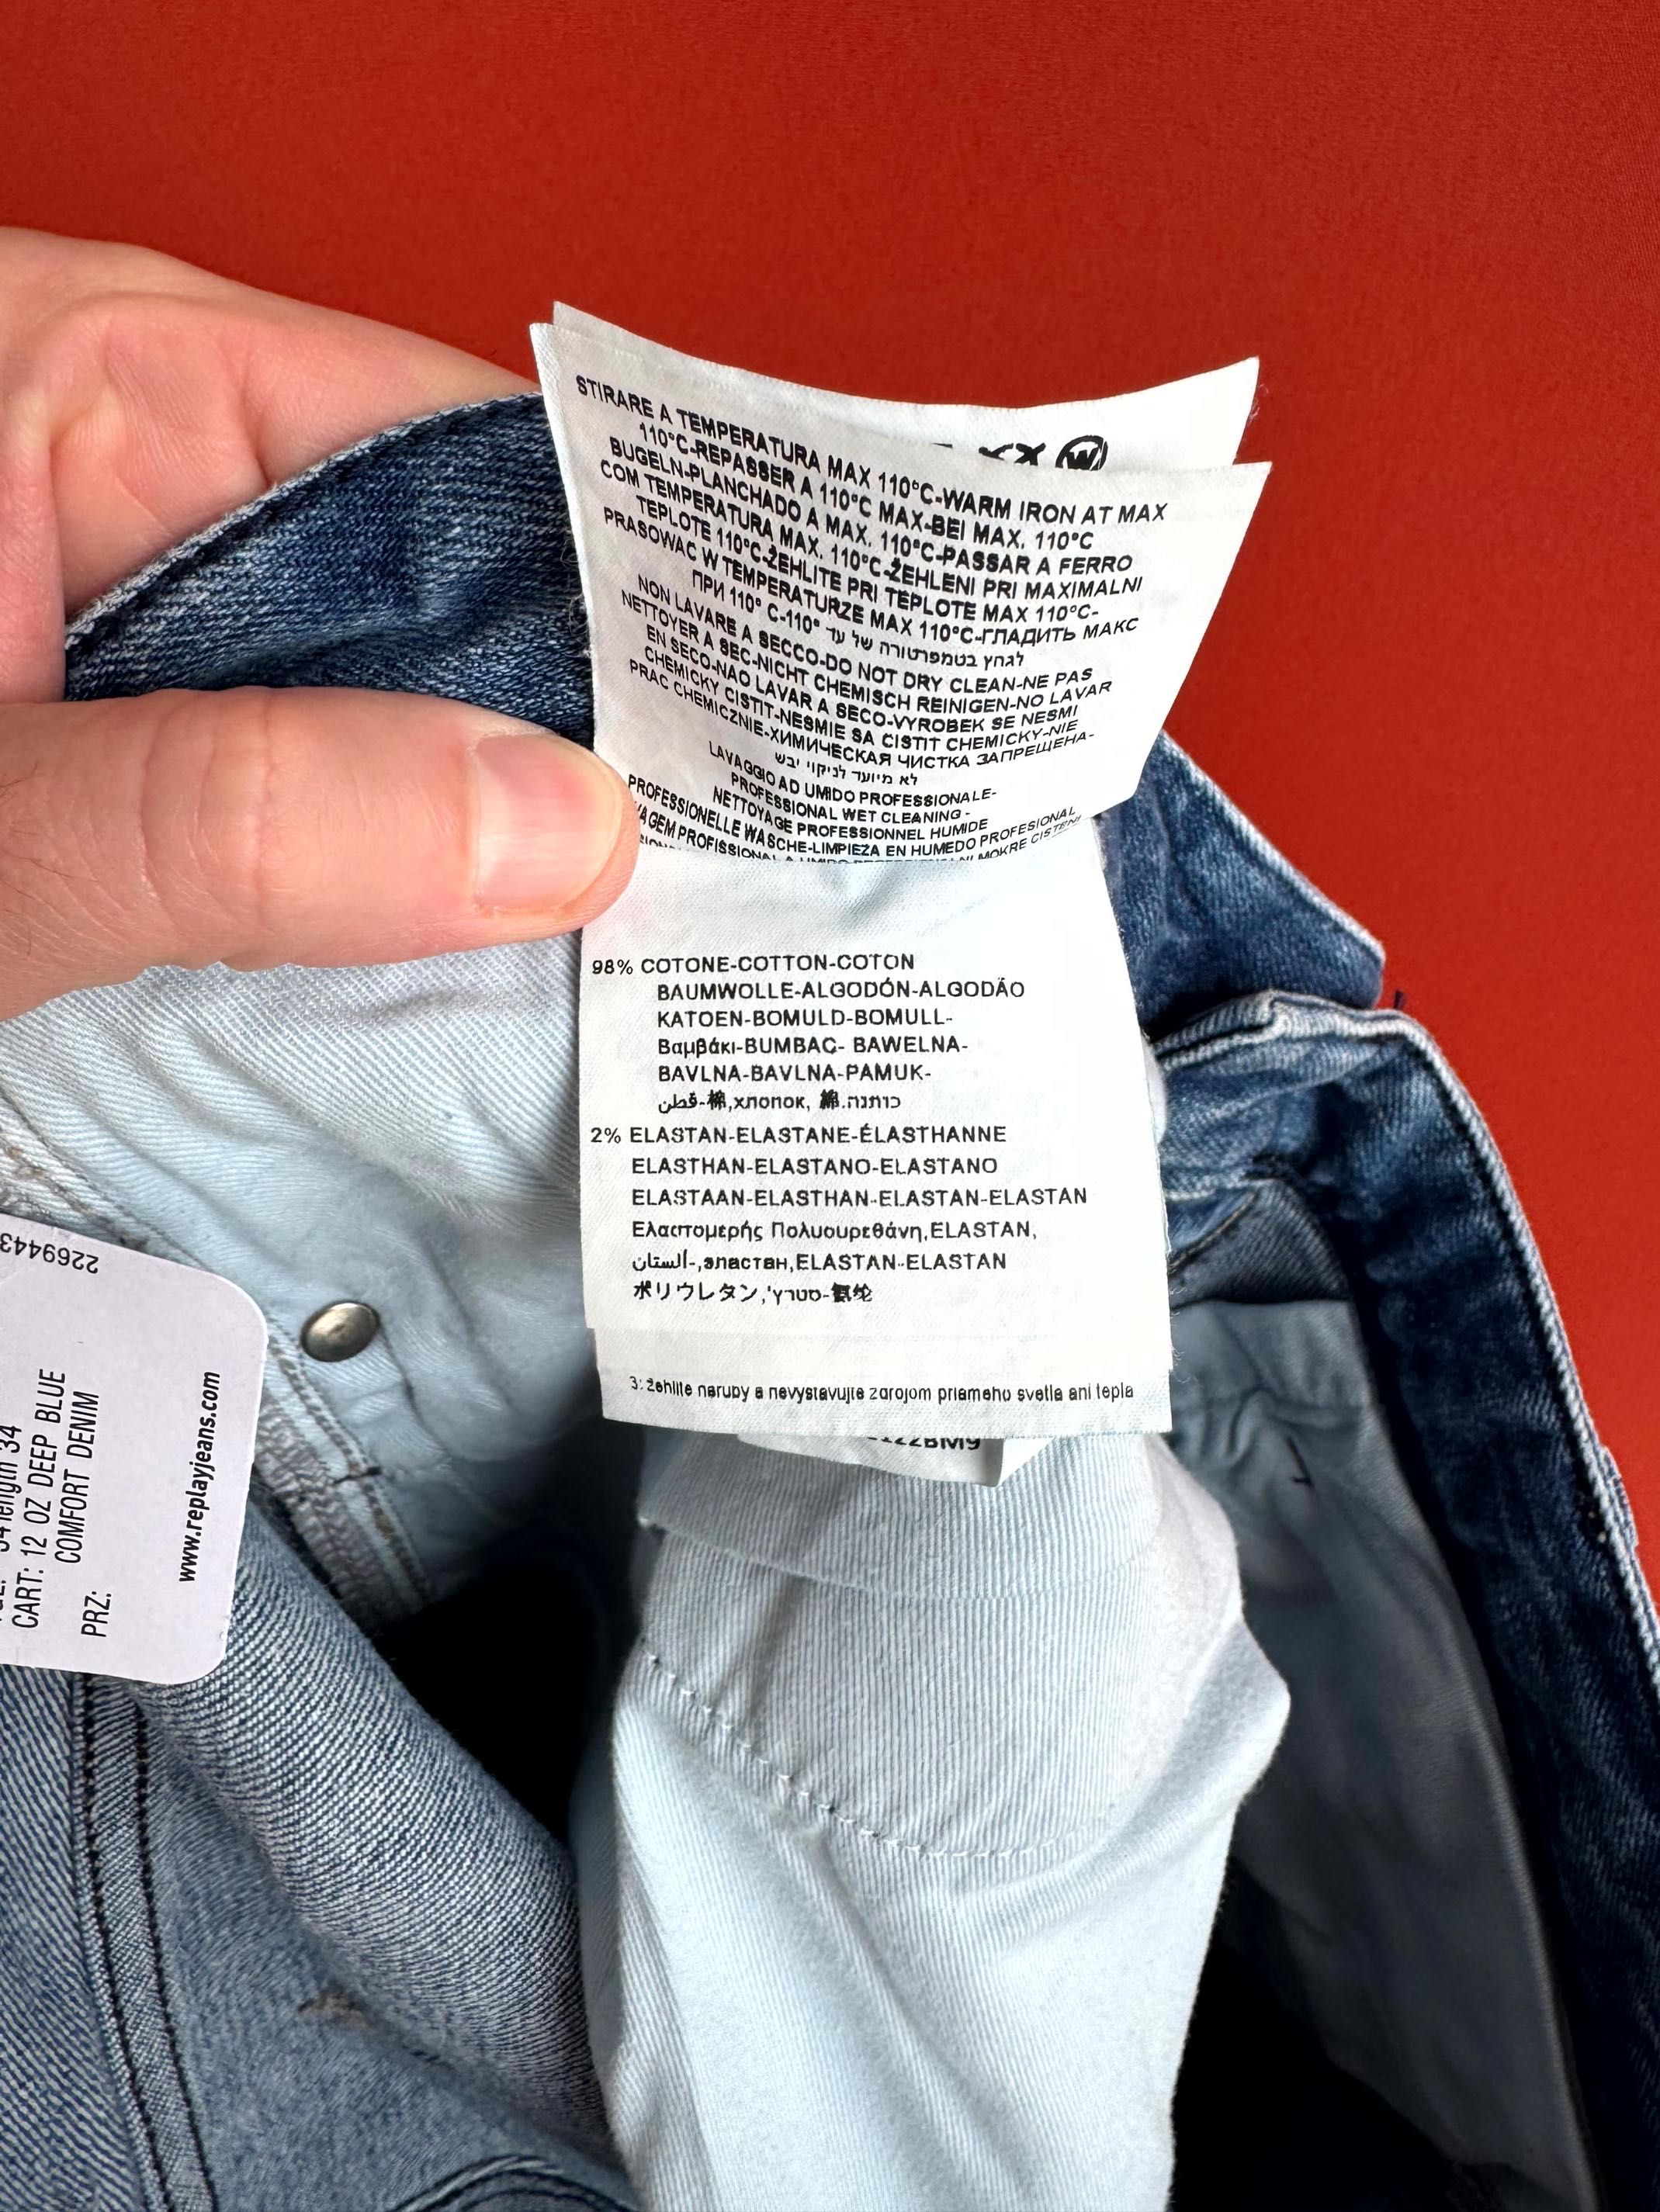 STIRARE A TEMPERATURA MAX 110°C-WARM IRON AT MAX
110°C-REPASSER A 110°C MAX-BEI MAX. 110°C
BUGELN-PLANCHADO A MAX. 110°C-PASSAR A FERRO
COM TEMPERATURA MAX. 110°C-ŽEHLENI PRI MAXIMALNI
TEPLOTE 110°C-ŽEHLITE PRI TEPLOTE MAX 110°C-
PRASOWAC W TEMPERATURZE MAX 110°C-ГЛАДИТЬ МАКС
ПРИ 110° C-110° לגהץ בטמפרטורה של עד
NON LAVARE A SECCO-DO NOT DRY CLEAN-NE PAS
NETTOYER A SEC-NICHT CHEMISCH REINIGEN-NO LAVAR
EN SECO-NAO LAVAR A SECO-VYROBEK SE NESMI
CHEMICKY CISTIT-NESMIE SA CISTIT CHEMICKY-NIE
PRAC CHEMICZNIE-ХИМИЧЕСКАЯ ЧИСТКА ЗАПРЕЩЕНА-
לא מיועד לניקוי יבש
LAVAGGIO AD UMIDO PROFESSIONALE-
PROFESSIONAL WET CLEANING -
NETTOYAGE PROFESSIONNEL HUMIDE
PROFESSIONELLE WASCHE-LIMPIEZA EN HUMEDO PROFESIONAL
98% COTONE-COTTON-COTON
BAUMWOLLE-ALGODÓN-ALGODÃO
KATOEN-BOMULD-BOMULL-
Βαμβάκι-BUMBAC- BAWELNA-
BAVLNA-BAVLNA-PAMUK-
قطن-棉,хлопок, 綿.כותנה
2% ELASTAN-ELASTANE-ÉLASTHANNE
ELASTHAN-ELASTANO-ELASTANO
ELASTAAN-ELASTHAN-ELASTAN-ELASTAN
Ελαστομερής Πολυουρεθάνη,ELASTAN,
ألستان-,эластан,ELASTAN-ELASTAN
ポリウレタン,'סטרץ-氨纶
3: žehlite naruby a nevystavujte zdrojom priameho svetla ani tepla
2269443
length 34
CART: 12 OZ DEEP BLUE
COMFORT DENIM
PRZ:
www.replayjeans.com